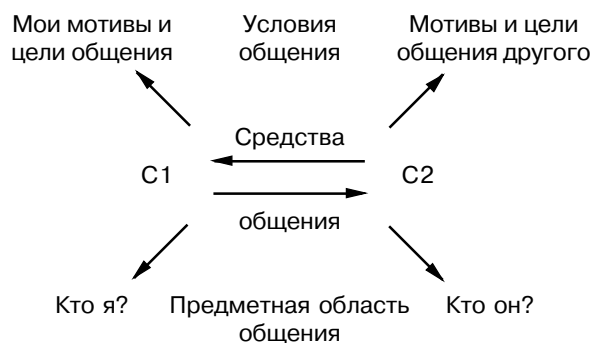 Мои мотивы и
цели общения
Условия
общения
Мотивы и цели
общения другого
Средства
С1
С2
общения
Кто я?
Предметная область
общения
Кто он?